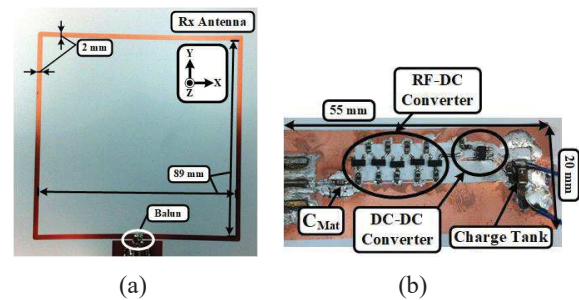 Rx Antenna
2 mm
Y
X
Z
89 mm
Balun
(a)
RF-DC
Converter
55 mm
20 mm
C_Mat
DC-DC
Converter
Charge Tank
(b)